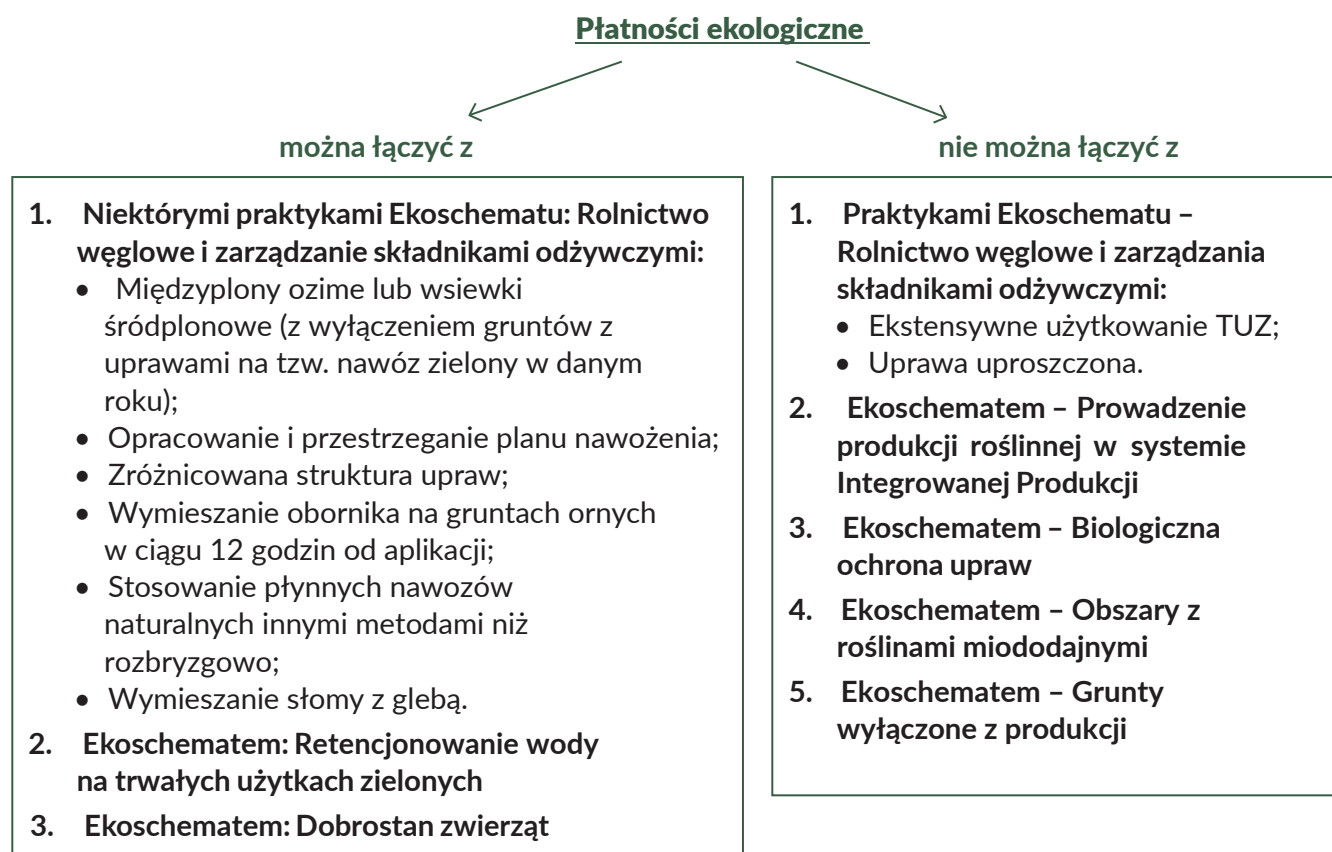 Płatności ekologiczne
można łączyć z
1. Niektórymi praktykami Ekoschematu: Rolnictwo
węglowe i zarządzanie składnikami odżywczymi:
• Międzyplony ozime lub wsiewki
śródplonowe (z wyłączeniem gruntów z
uprawami na tzw. nawóz zielony w danym
roku);
• Opracowanie i przestrzeganie planu nawożenia;
• Zróżnicowana struktura upraw;
• Wymieszanie obornika na gruntach ornych
w ciągu 12 godzin od aplikacji;
• Stosowanie płynnych nawozów
naturalnych innymi metodami niż
rozbryzgowo;
• Wymieszanie słomy z glebą.
2. Ekoschematem: Retencjonowanie wody
na trwałych użytkach zielonych
3. Ekoschematem: Dobrostan zwierząt
nie można łączyć z
1. Praktykami Ekoschematu –
Rolnictwo węglowe i zarządzania
składnikami odżywczymi:
• Ekstensywne użytkowanie TUZ;
• Uprawa uproszczona.
2. Ekoschematem – Prowadzenie
produkcji roślinnej w systemie
Integrowanej Produkcji
3. Ekoschematem – Biologiczna
ochrona upraw
4. Ekoschematem – Obszary z
roślinami miododajnymi
5. Ekoschematem – Grunty
wyłączone z produkcji